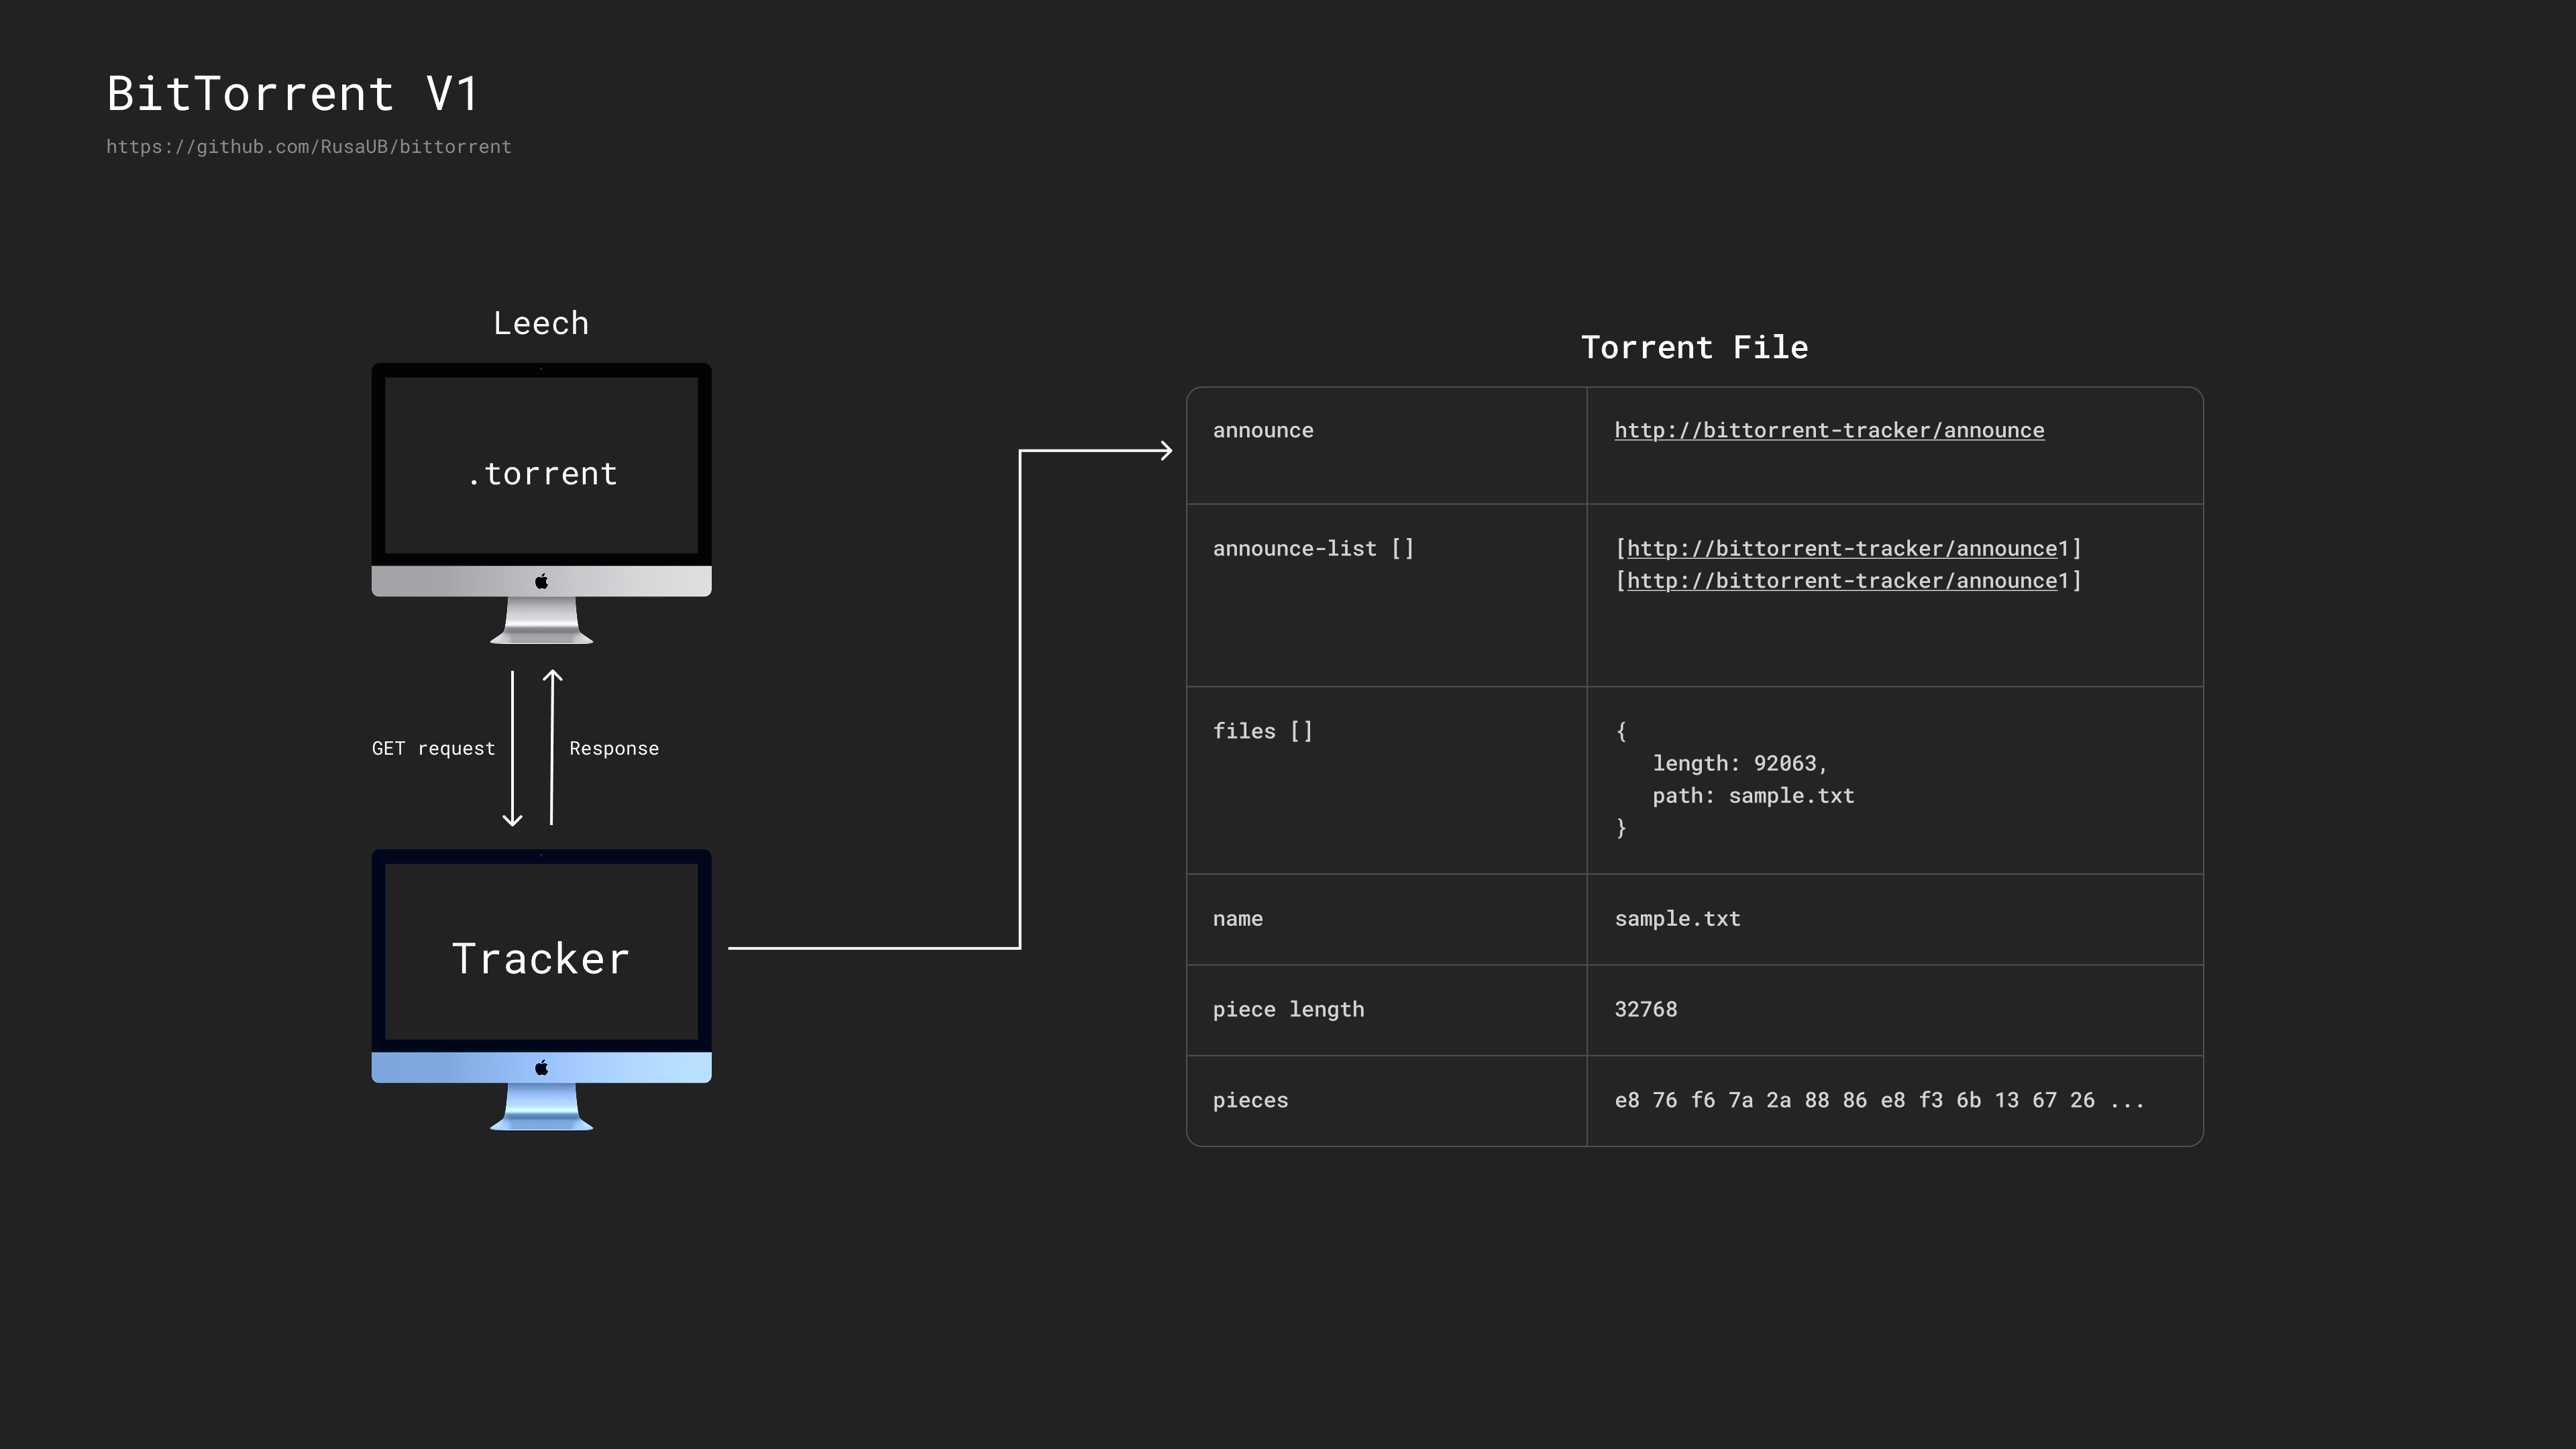 BitTorrent V1
https://github.com/RusaUB/bittorrent
Leech
.torrent
GET request
Response
Tracker
Torrent File
announce
http://bittorrent-tracker/announce
announce-list []
[http://bittorrent-tracker/announce1]
[http://bittorrent-tracker/announce1]
files []
{
length: 92063,
path: sample.txt
}
name
sample.txt
piece length
32768
pieces
e8 76 f6 7a 2a 88 86 e8 f3 6b 13 67 26 ...